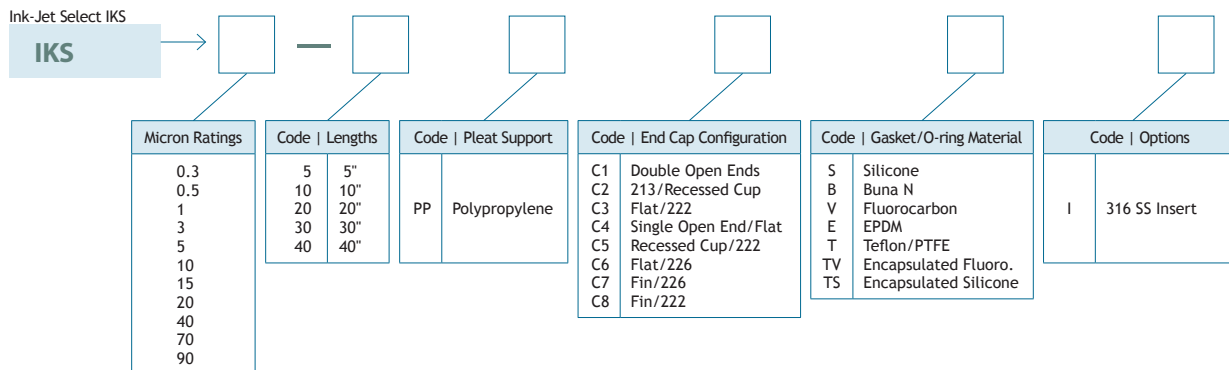 Ink-Jet Select IKS
IKS
Micron Ratings
0.3
0.5
1
3
5
10
15
20
40
70
90
Code | Lengths
5 5"
10 10"
20 20"
30 30"
40 40"
Code | Pleat Support
PP Polypropylene
Code | End Cap Configuration
C1 Double Open Ends
C2 213/Recessed Cup
C3 Flat/222
C4 Single Open End/Flat
C5 Recessed Cup/222
C6 Flat/226
C7 Fin/226
C8 Fin/222
Code | Gasket/O-ring Material
S Silicone
B Buna N
V Fluorocarbon
E EPDM
T Teflon/PTFE
TV Encapsulated Fluoro.
TS Encapsulated Silicone
Code | Options
I 316 SS Insert